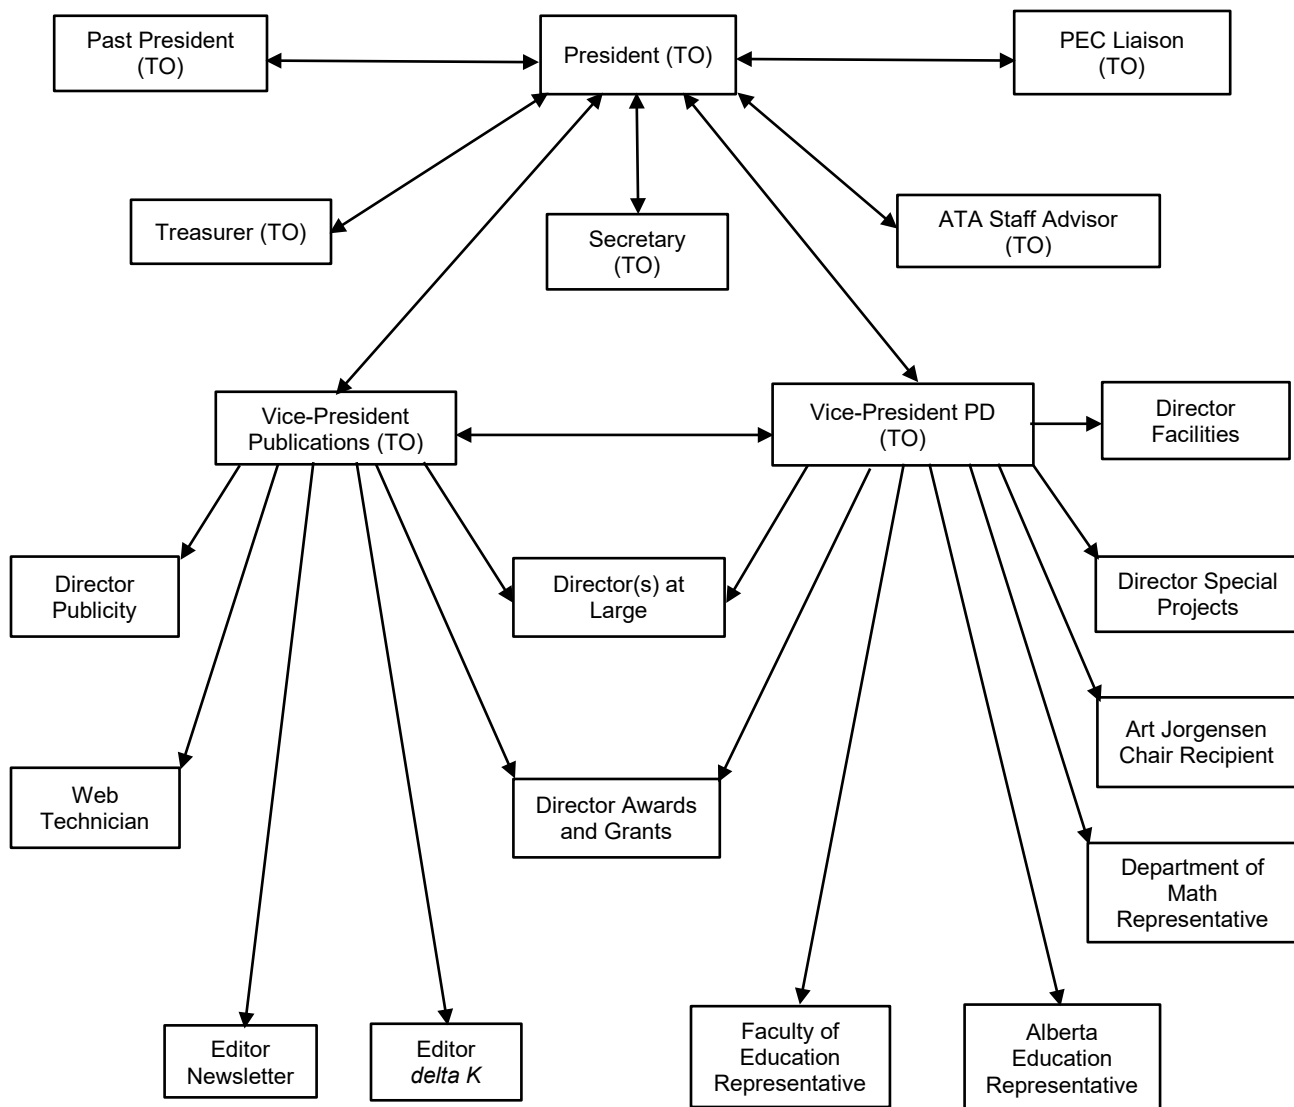 Past President
(TO)
President (TO)
PEC Liaison
(TO)
Treasurer (TO)
Secretary
(TO)
ATA Staff Advisor
(TO)
Vice-President
Publications (TO)
Vice-President PD
(TO)
Director
Facilities
Director
Publicity
Director(s) at
Large
Director Special
Projects
Art Jorgensen
Chair Recipient
Web
Technician
Director Awards
and Grants
Department of
Math
Representative
Editor
Newsletter
Editor
delta K
Faculty of
Education
Representative
Alberta
Education
Representative